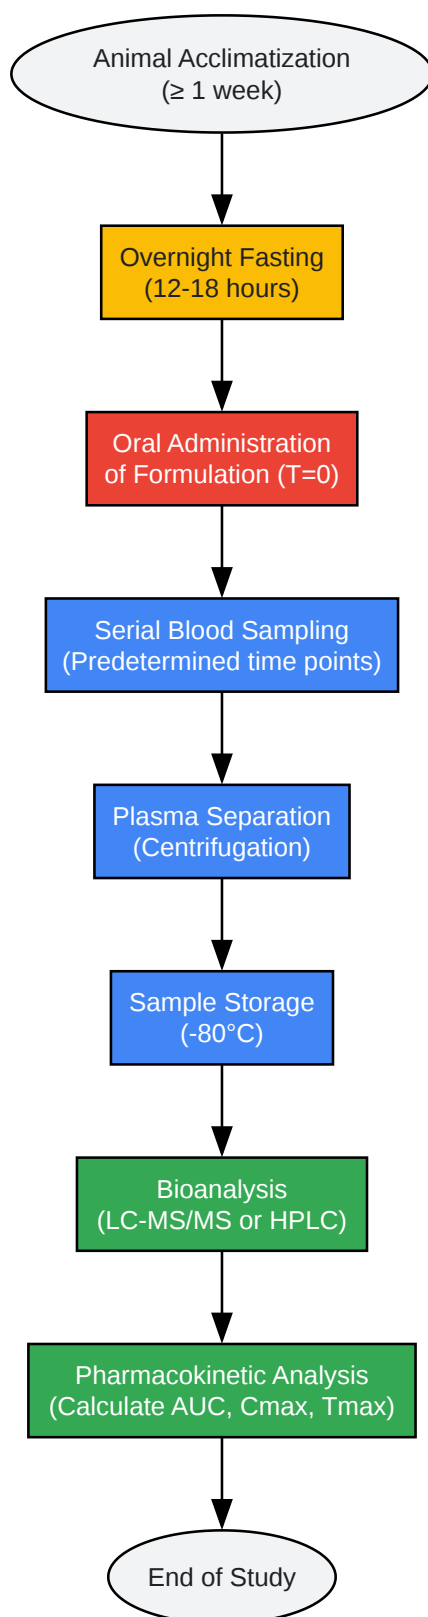 Animal Acclimatization
(≥ 1 week)
Overnight Fasting
(12-18 hours)
Oral Administration
of Formulation (T=0)
Serial Blood Sampling
(Predetermined time points)
Plasma Separation
(Centrifugation)
Sample Storage
(-80°C)
Bioanalysis
(LC-MS/MS or HPLC)
Pharmacokinetic Analysis
(Calculate AUC, Cmax, Tmax)
End of Study